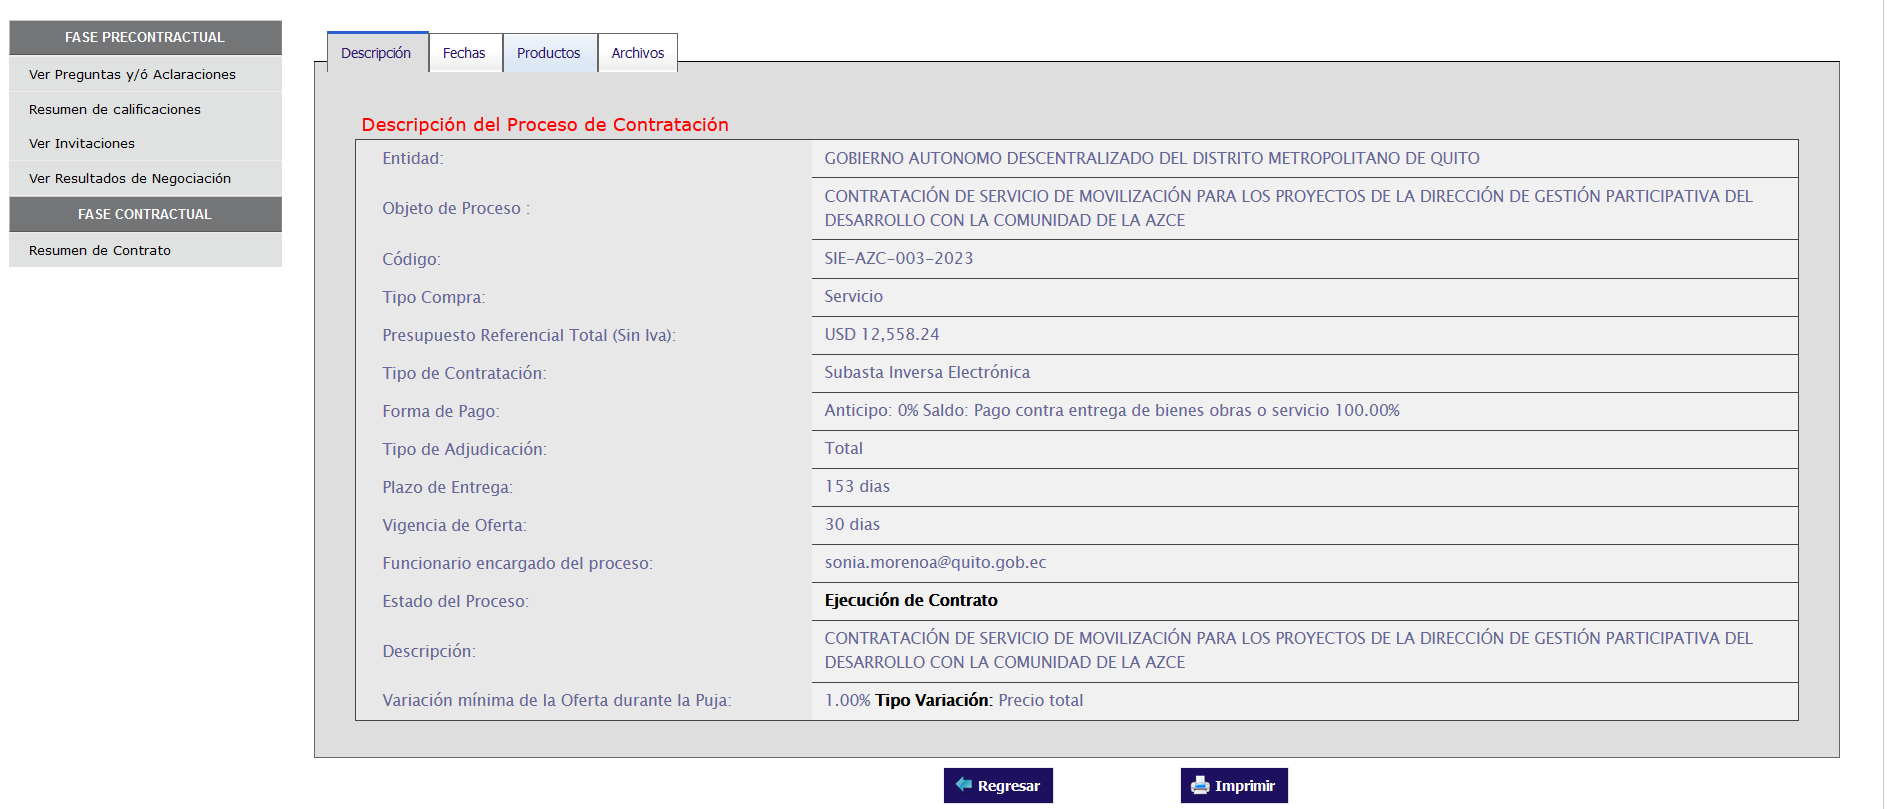 FASE PRECONTRACTUAL
Ver Preguntas y/ó Aclaraciones
Resumen de calificaciones
Ver Invitaciones
Ver Resultados de Negociación
FASE CONTRACTUAL
Resumen de Contrato
Descripción Fechas Productos Archivos
Descripción del Proceso de Contratación
Entidad: GOBIERNO AUTONOMO DESCENTRALIZADO DEL DISTRITO METROPOLITANO DE QUITO
Objeto de Proceso : CONTRATACIÓN DE SERVICIO DE MOVILIZACIÓN PARA LOS PROYECTOS DE LA DIRECCIÓN DE GESTIÓN PARTICIPATIVA DEL
DESARROLLO CON LA COMUNIDAD DE LA AZCE
Código: SIE-AZC-003-2023
Tipo Compra: Servicio
Presupuesto Referencial Total (Sin Iva): USD 12,558.24
Tipo de Contratación: Subasta Inversa Electrónica
Forma de Pago: Anticipo: 0% Saldo: Pago contra entrega de bienes obras o servicio 100.00%
Tipo de Adjudicación: Total
Plazo de Entrega: 153 dias
Vigencia de Oferta: 30 dias
Funcionario encargado del proceso: sonia.morenoa@quito.gob.ec
Estado del Proceso: Ejecución de Contrato
Descripción: CONTRATACIÓN DE SERVICIO DE MOVILIZACIÓN PARA LOS PROYECTOS DE LA DIRECCIÓN DE GESTIÓN PARTICIPATIVA DEL
DESARROLLO CON LA COMUNIDAD DE LA AZCE
Variación mínima de la Oferta durante la Puja: 1.00% Tipo Variación: Precio total
Regresar Imprimir